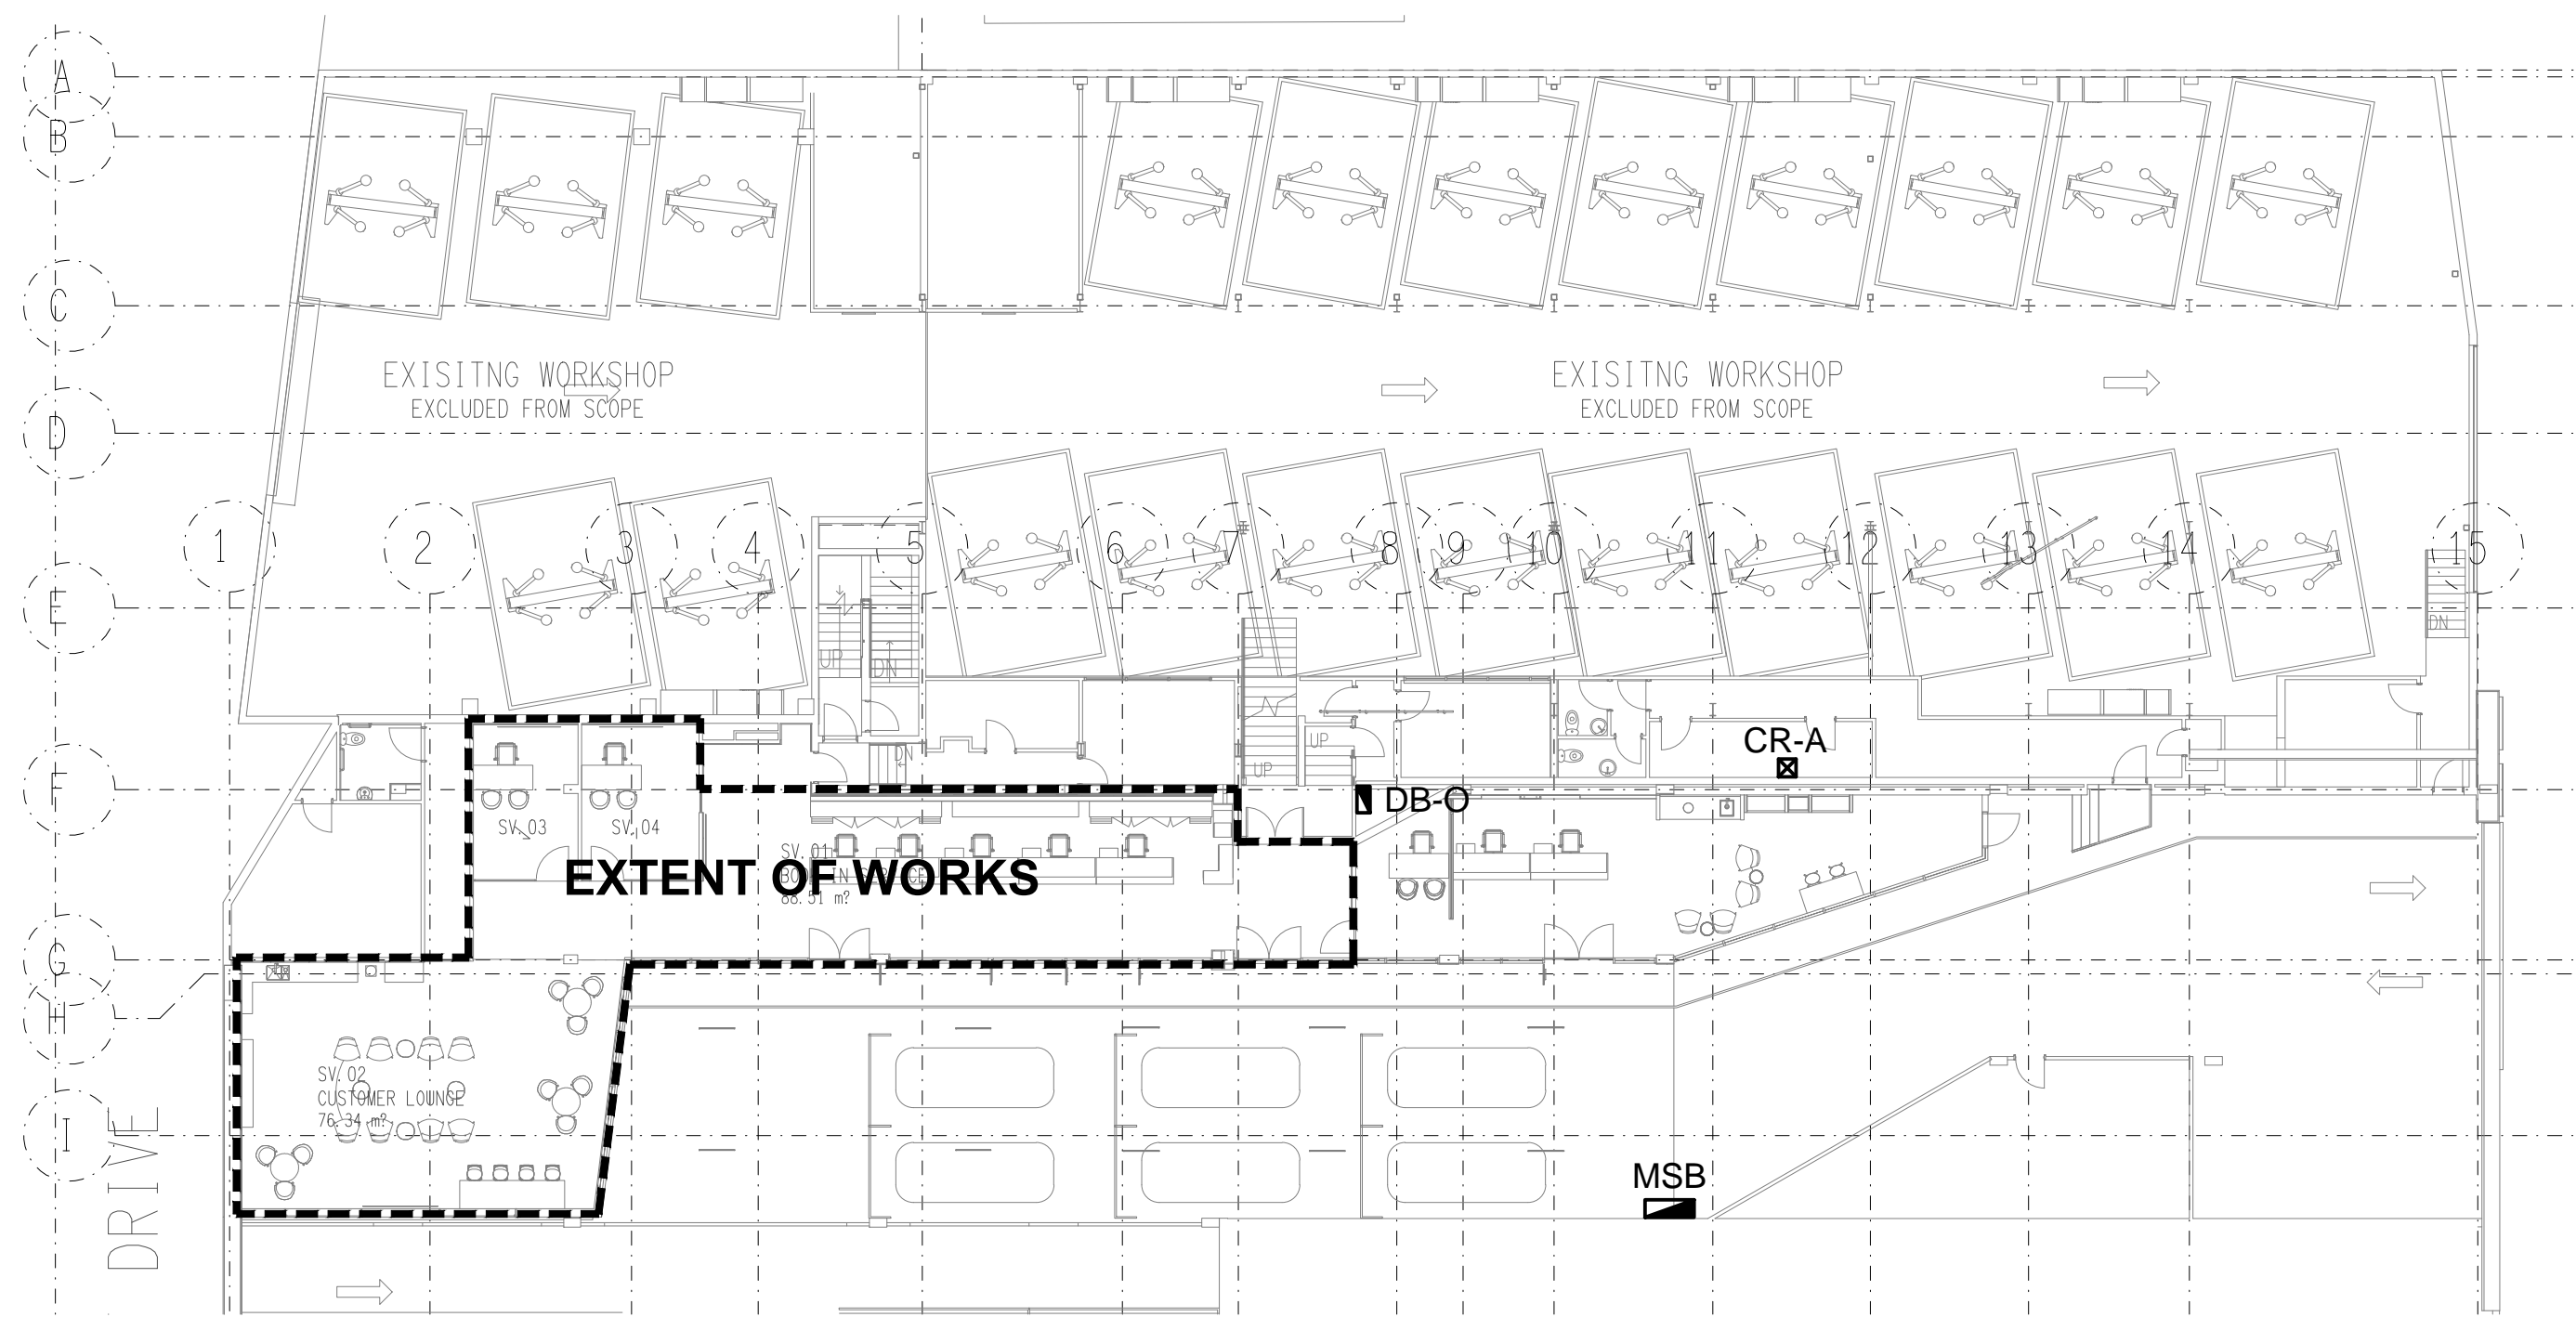 A
B
C
EXISITNG WORKSHOP
EXCLUDED FROM SCOPE
EXISITNG WORKSHOP
EXCLUDED FROM SCOPE
D
1
2
3
4
5
6
7
8
9
10
11
12
13
14
15
E
UP
DN
DN
UP
UP
DN
CR-A
F
DB-O
SV. 03
SV. 04
SV. 01
EXTENT OF WORKS
88.51 m?
G
H
SV. 02
CUSTOMER LOUNGE
76.34 m?
I
DRIVE
MSB